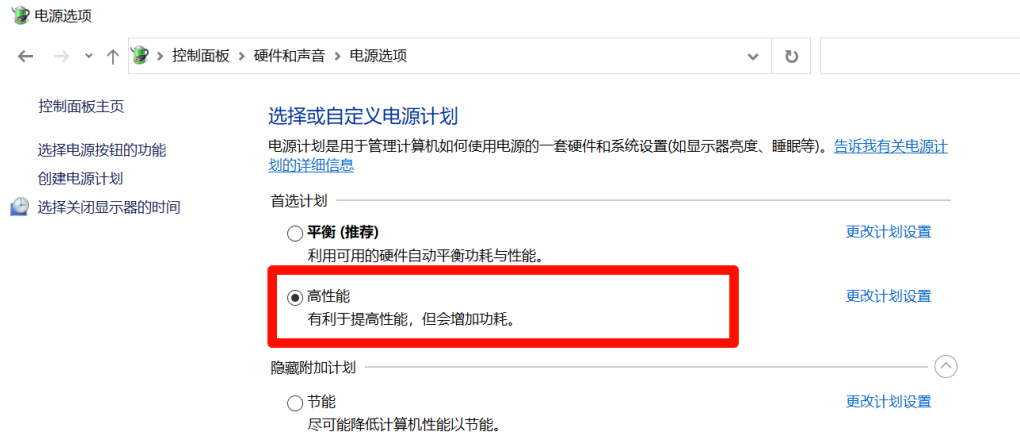 电源选项
控制面板 > 硬件和声音 > 电源选项
控制面板主页
选择电源按钮的功能
创建电源计划
选择关闭显示器的时间
选择或自定义电源计划
电源计划是用于管理计算机如何使用电源的一套硬件和系统设置(如显示器亮度、睡眠等)。告诉我有关电源计
划的详细信息
首选计划
平衡 (推荐) 更改计划设置
利用可用的硬件自动平衡功耗与性能。
高性能 更改计划设置
有利于提高性能，但会增加功耗。
隐藏附加计划
节能 更改计划设置
尽可能降低计算机性能以节能。